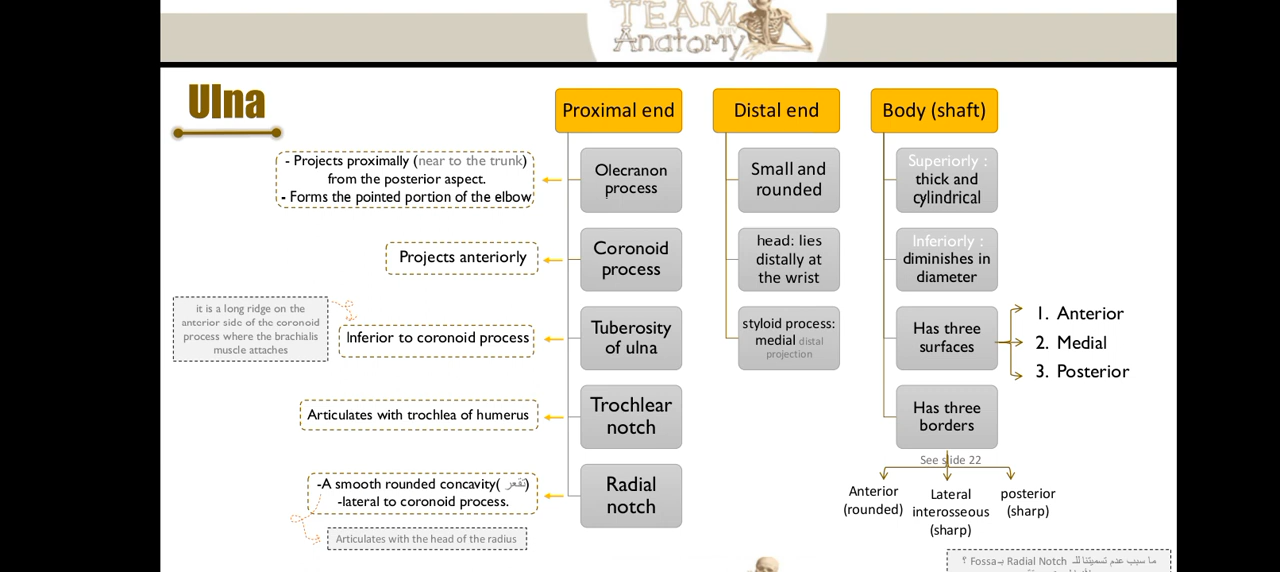 TEAM
Anatomy
Ulna
Proximal end
Olecranon
process
- Projects proximally (near to the trunk)
from the posterior aspect.
- Forms the pointed portion of the elbow
Coronoid
process
Projects anteriorly
Tuberosity
of ulna
Inferior to coronoid process
it is a long ridge on the
anterior side of the coronoid
process where the brachialis
muscle attaches
Trochlear
notch
Articulates with trochlea of humerus
Radial
notch
-A smooth rounded concavity( تقعر)
-lateral to coronoid process.
Articulates with the head of the radius
Distal end
Small and
rounded
head: lies
distally at
the wrist
styloid process:
medial distal
projection
Body (shaft)
Superiorly :
thick and
cylindrical
Inferiorly :
diminishes in
diameter
Has three
surfaces
1. Anterior
2. Medial
3. Posterior
Has three
borders
See slide 22
Anterior
(rounded)
Lateral
interosseous
(sharp)
posterior
(sharp)
ما سبب عدم تسميتنا للـ Radial Notch بـ Fossa ؟